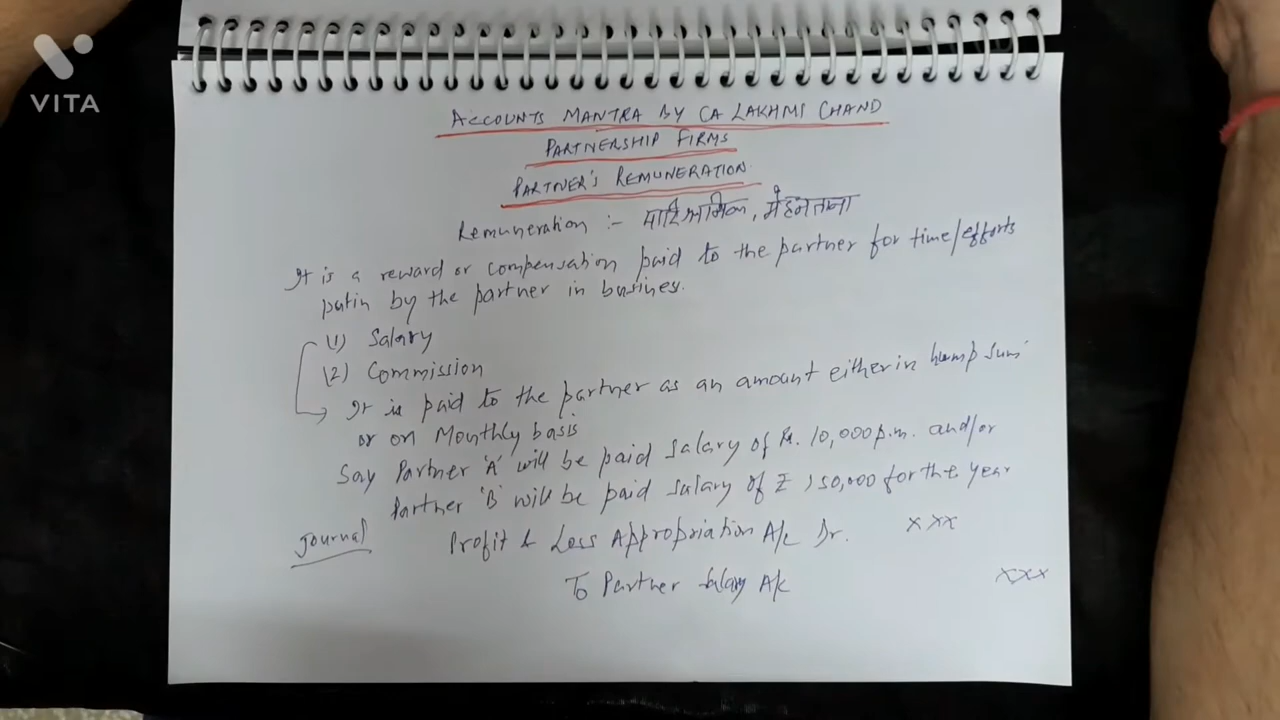 VITA
ACCOUNTS MANTRA BY CA LAKHMI CHAND
PARTNERSHIP FIRMS
PARTNER'S REMUNERATION
Remuneration :- पारिश्रमिक, मेहनताना
It is a reward or compensation paid to the partner for time/efforts
putin by the partner in business.
(1) Salary
(2) Commission
It is paid to the partner as an amount either in lump sum
or on Monthly basis
Say Partner 'A' will be paid salary of Rs. 10,000 p.m. and/or
Partner 'B' will be paid salary of ₹ 150,000 for the year
Journal Profit & Loss Appropriation A/c Dr. xxx
To Partner Salary A/c xxx